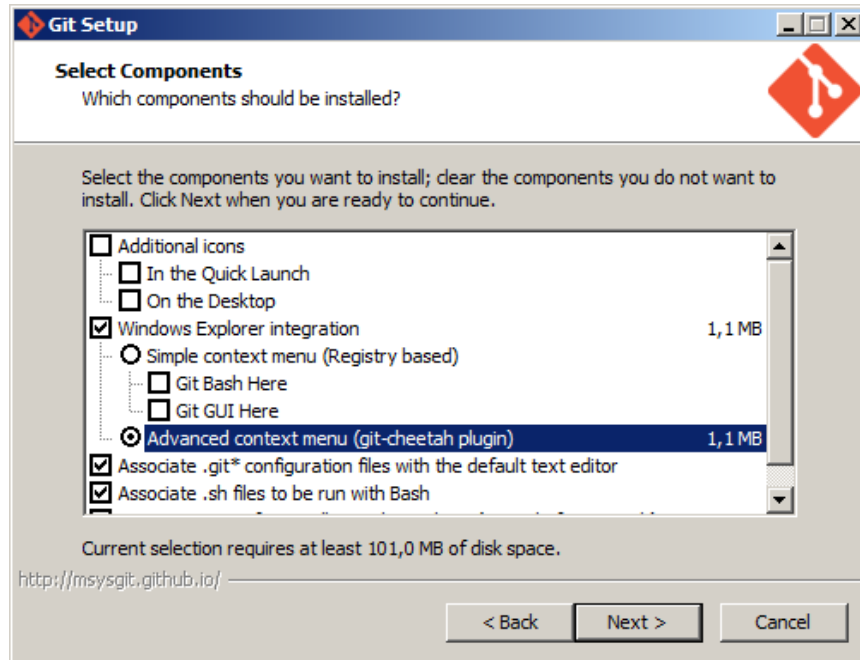 Git Setup
Select Components
Which components should be installed?
Select the components you want to install; clear the components you do not want to
install. Click Next when you are ready to continue.
Additional icons
In the Quick Launch
On the Desktop
Windows Explorer integration 1,1 MB
Simple context menu (Registry based)
Git Bash Here
Git GUI Here
Advanced context menu (git-cheetah plugin) 1,1 MB
Associate .git* configuration files with the default text editor
Associate .sh files to be run with Bash
Current selection requires at least 101,0 MB of disk space.
http://msysgit.github.io/
< Back Next > Cancel